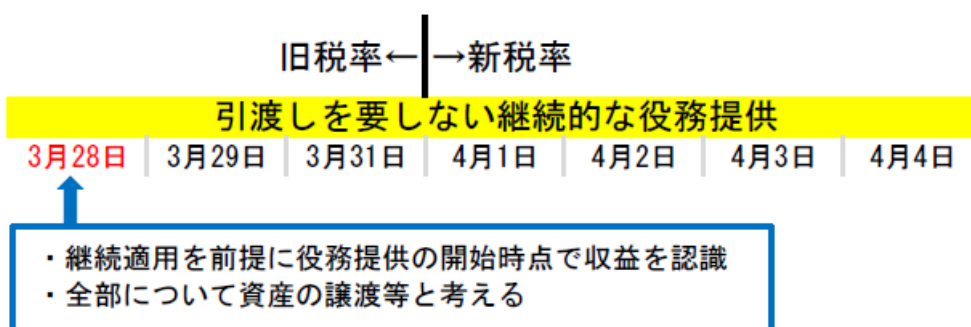 旧税率←→新税率
引渡しを要しない継続的な役務提供
3月28日 3月29日 3月31日 4月1日 4月2日 4月3日 4月4日
・継続適用を前提に役務提供の開始時点で収益を認識
・全部について資産の譲渡等と考える